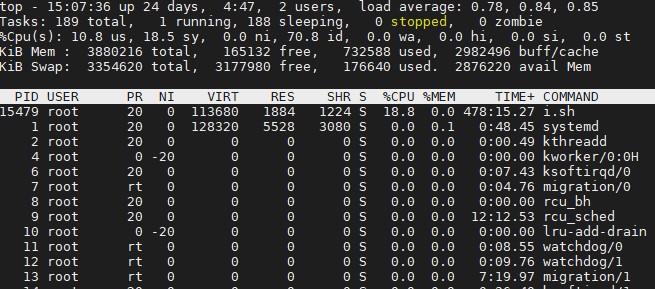 top - 15:07:36 up 24 days,  4:47,  2 users,  load average: 0.78, 0.84, 0.85
Tasks: 189 total,   1 running, 188 sleeping,   0 stopped,   0 zombie
%Cpu(s): 10.8 us, 18.5 sy,  0.0 ni, 70.8 id,  0.0 wa,  0.0 hi,  0.0 si,  0.0 st
KiB Mem :  3880216 total,   165132 free,   732588 used,  2982496 buff/cache
KiB Swap:  3354620 total,  3177980 free,   176640 used.  2876220 avail Mem
PID USER      PR  NI    VIRT    RES    SHR S  %CPU %MEM     TIME+ COMMAND
15479 root      20   0  113680   1884   1224 S  18.8  0.0 478:15.27 i.sh
1 root      20   0  128320   5528   3080 S   0.0  0.1   0:48.45 systemd
2 root      20   0       0      0      0 S   0.0  0.0   0:00.49 kthreadd
4 root       0 -20       0      0      0 S   0.0  0.0   0:00.00 kworker/0:0H
6 root      20   0       0      0      0 S   0.0  0.0   0:07.43 ksoftirqd/0
7 root      rt   0       0      0      0 S   0.0  0.0   0:04.76 migration/0
8 root      20   0       0      0      0 S   0.0  0.0   0:00.00 rcu_bh
9 root      20   0       0      0      0 S   0.0  0.0  12:12.53 rcu_sched
10 root       0 -20       0      0      0 S   0.0  0.0   0:00.00 lru-add-drain
11 root      rt   0       0      0      0 S   0.0  0.0   0:08.55 watchdog/0
12 root      rt   0       0      0      0 S   0.0  0.0   0:09.76 watchdog/1
13 root      rt   0       0      0      0 S   0.0  0.0   7:19.97 migration/1